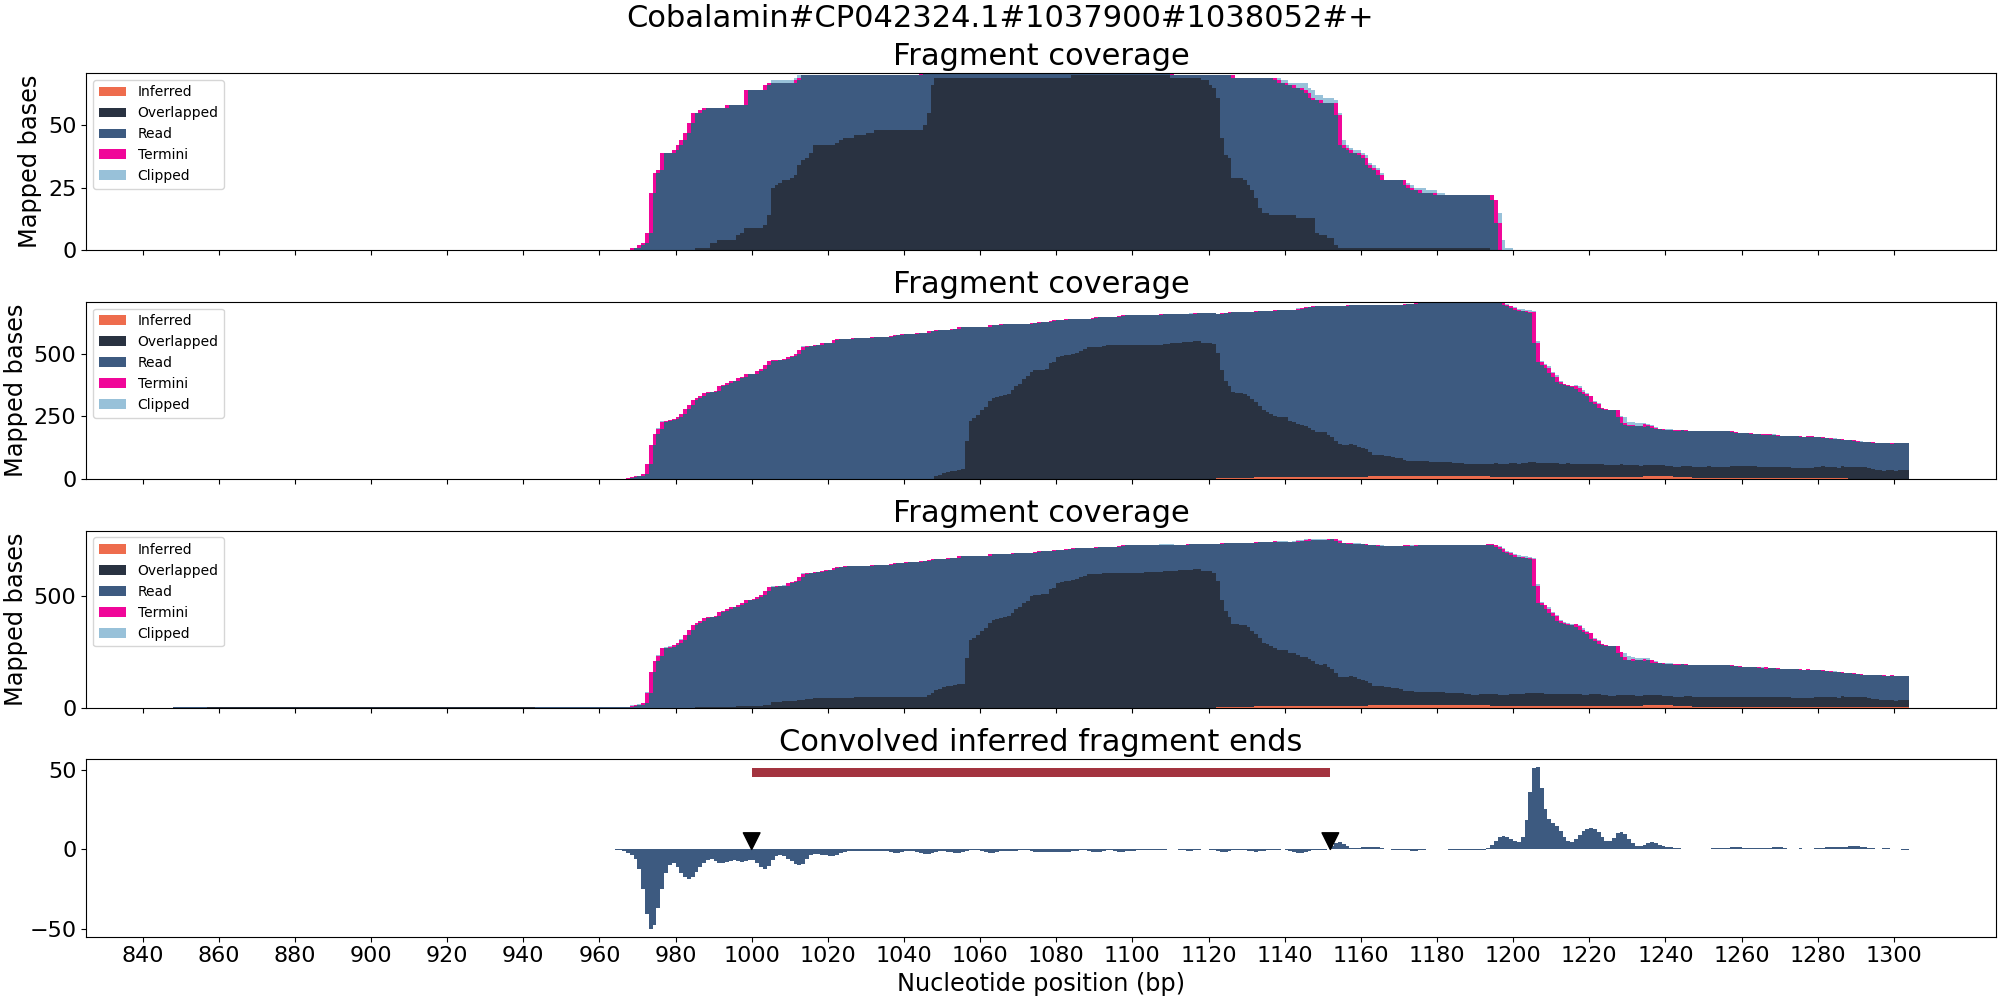 Cobalamin#CP042324.1#1037900#1038052#+
Fragment coverage
Mapped bases
50
25
0
Inferred
Overlapped
Read
Termini
Clipped
Fragment coverage
Mapped bases
500
250
0
Inferred
Overlapped
Read
Termini
Clipped
Fragment coverage
Mapped bases
500
0
Inferred
Overlapped
Read
Termini
Clipped
Convolved inferred fragment ends
50
0
−50
840 860 880 900 920 940 960 980 1000 1020 1040 1060 1080 1100 1120 1140 1160 1180 1200 1220 1240 1260 1280 1300
Nucleotide position (bp)